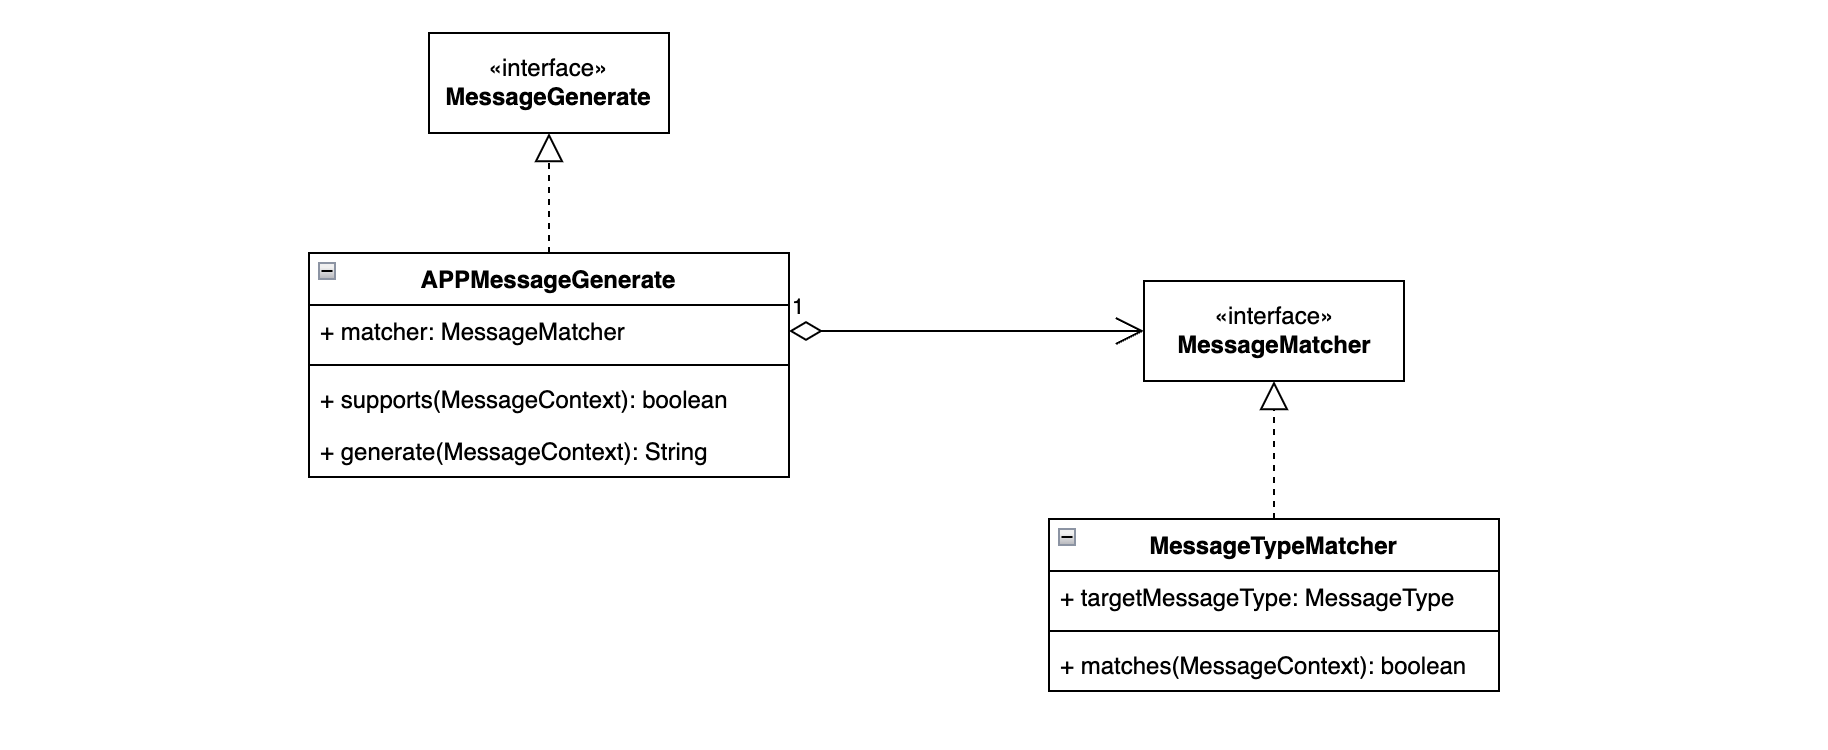 «interface»
MessageGenerate
APPMessageGenerate
+ matcher: MessageMatcher
+ supports(MessageContext): boolean
+ generate(MessageContext): String
1
«interface»
MessageMatcher
MessageTypeMatcher
+ targetMessageType: MessageType
+ matches(MessageContext): boolean